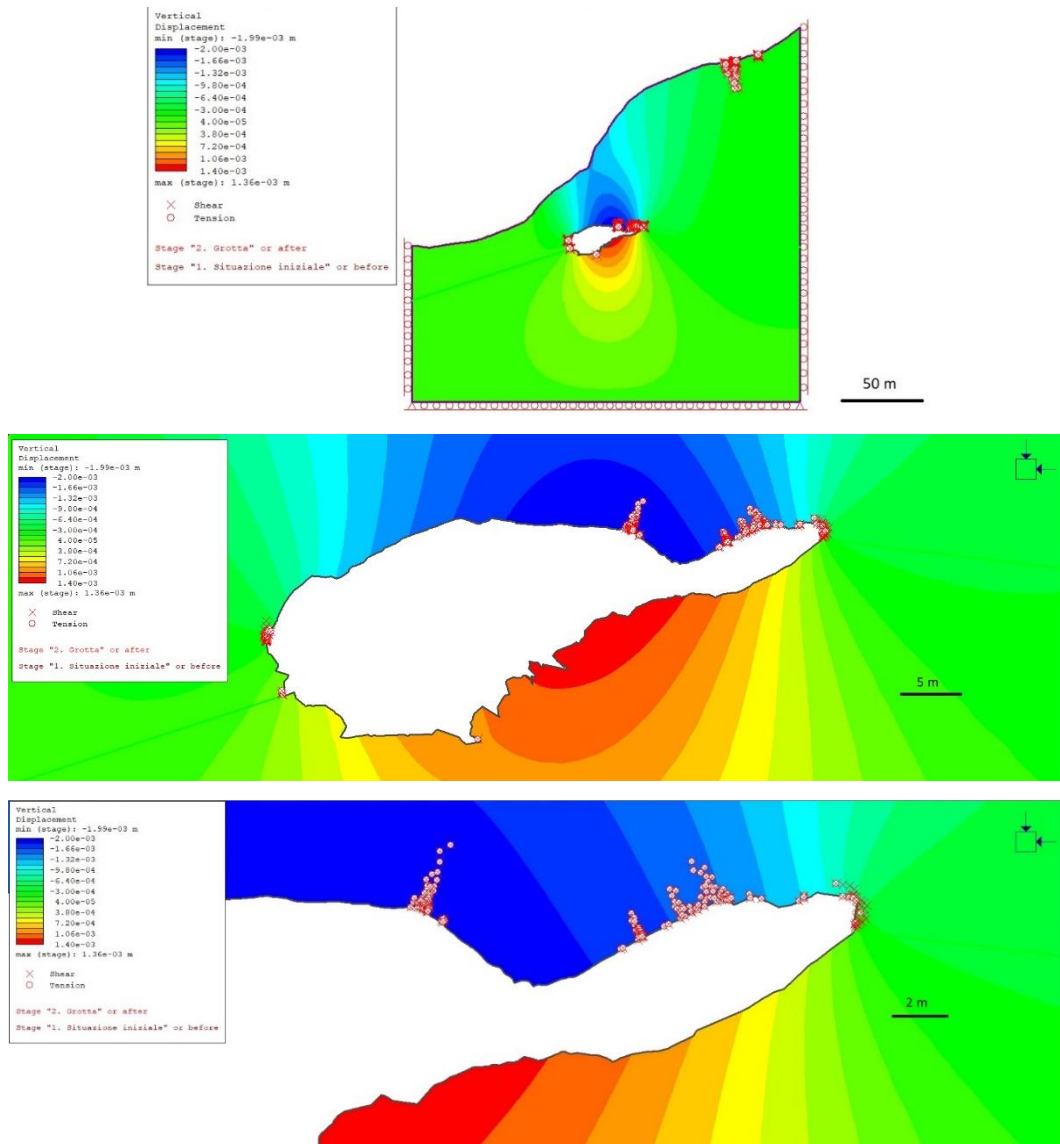 Vertical
Displacement
min (stage): -1.99e-03 m
-2.00e-03
-1.66e-03
-1.32e-03
-9.80e-04
-6.40e-04
-3.00e-04
4.00e-05
3.80e-04
7.20e-04
1.06e-03
1.40e-03
max (stage): 1.36e-03 m
Shear
Tension
Stage "2. Grotta" or after
Stage "1. Situazione iniziale" or before
50 m
Vertical
Displacement
min (stage): -1.99e-03 m
-2.00e-03
-1.66e-03
-1.32e-03
-9.80e-04
-6.40e-04
-3.00e-04
4.00e-05
3.80e-04
7.20e-04
1.06e-03
1.40e-03
max (stage): 1.36e-03 m
Shear
Tension
Stage "2. Grotta" or after
Stage "1. Situazione iniziale" or before
5 m
Vertical
Displacement
min (stage): -1.99e-03 m
-2.00e-03
-1.66e-03
-1.32e-03
-9.80e-04
-6.40e-04
-3.00e-04
4.00e-05
3.80e-04
7.20e-04
1.06e-03
1.40e-03
max (stage): 1.36e-03 m
Shear
Tension
Stage "2. Grotta" or after
Stage "1. Situazione iniziale" or before
2 m